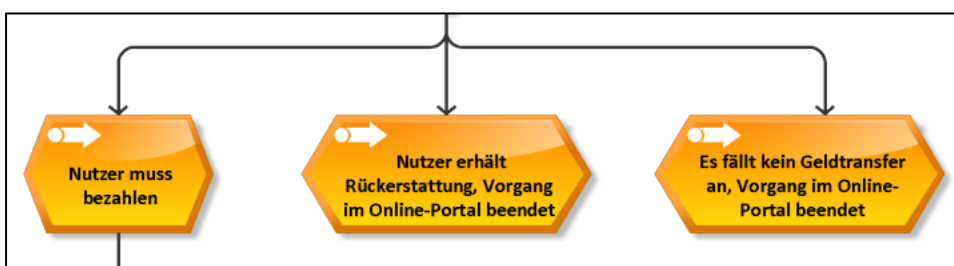 Nutzer muss
bezahlen
Nutzer erhält
Rückerstattung, Vorgang
im Online-Portal beendet
Es fällt kein Geldtransfer
an, Vorgang im Online-
Portal beendet